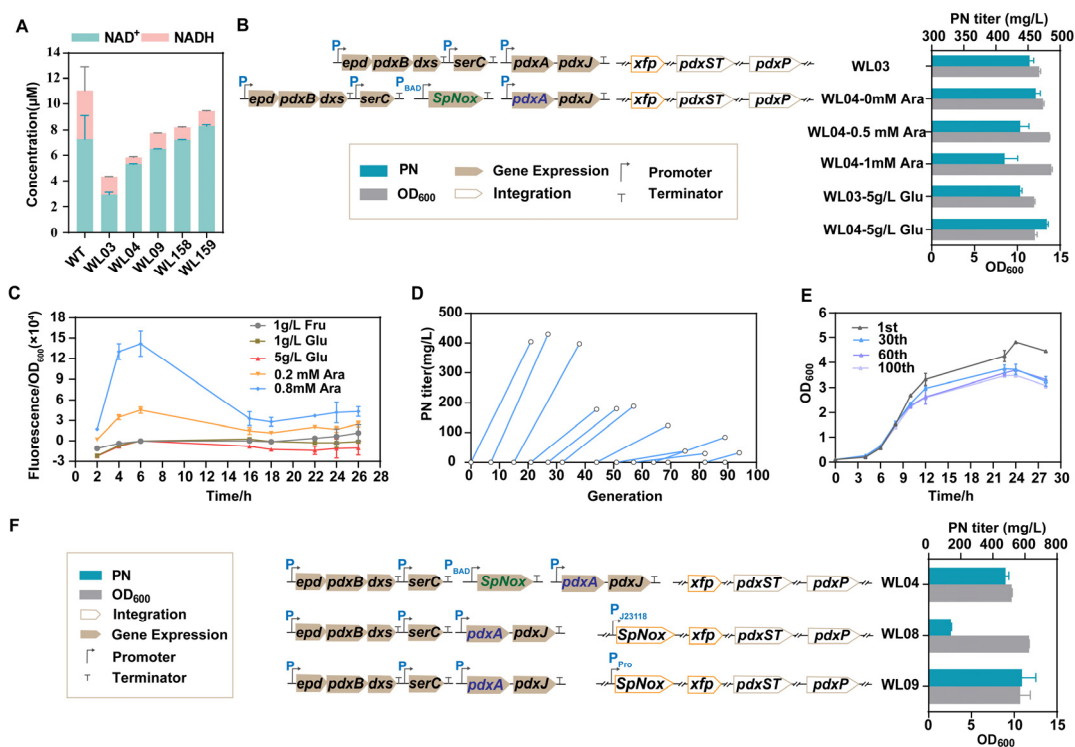 A
NAD+ NADH
Concentration(μM)
14
12
10
8
6
4
2
0
WT WL03 WL04 WL09 WL158 WL159
B
P P P
epd pdxB dxs serC pdxA pdxJ xfp pdxST pdxP
P P PBAD P
epd pdxB dxs serC SpNox pdxA pdxJ xfp pdxST pdxP
PN Gene Expression Promoter
OD600 Integration Terminator
PN titer (mg/L)
300 350 400 450 500
WL03
WL04-0mM Ara
WL04-0.5 mM Ara
WL04-1mM Ara
WL03-5g/L Glu
WL04-5g/L Glu
0 5 10 15
OD600
C
Fluorescence/OD600(×10⁴)
18
15
12
9
6
3
0
-3
1g/L Fru
1g/L Glu
5g/L Glu
0.2 mM Ara
0.8mM Ara
0 2 4 6 8 10 12 14 16 18 20 22 24 26 28
Time/h
D
PN titer(mg/L)
500
400
300
200
100
0
0 10 20 30 40 50 60 70 80 90 100
Generation
E
OD600
6
5
4
3
2
1
0
1st
30th
60th
100th
0 3 6 9 12 15 18 21 24 27 30
Time/h
F
PN
OD600
Integration
Gene Expression
Promoter
Terminator
P P PBAD P
epd pdxB dxs serC SpNox pdxA pdxJ xfp pdxST pdxP
P P P PJ23118
epd pdxB dxs serC pdxA pdxJ SpNox xfp pdxST pdxP
P P P PPro
epd pdxB dxs serC pdxA pdxJ SpNox xfp pdxST pdxP
PN titer (mg/L)
0 200 400 600 800
WL04
WL08
WL09
0 5 10 15
OD600